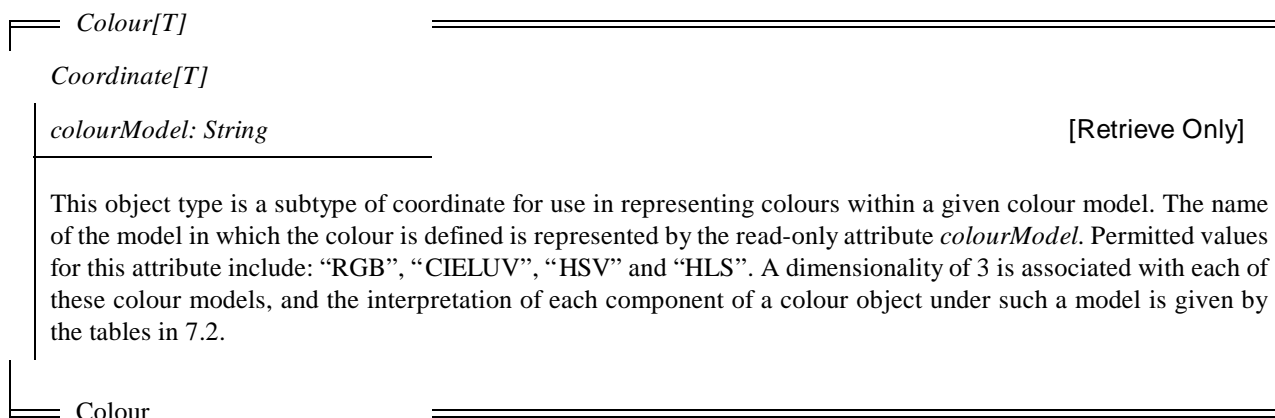 Colour[T]
Coordinate[T]
colourModel: String [Retrieve Only]
This object type is a subtype of coordinate for use in representing colours within a given colour model. The name
of the model in which the colour is defined is represented by the read-only attribute colourModel. Permitted values
for this attribute include: “RGB”, “CIELUV”, “HSV” and “HLS”. A dimensionality of 3 is associated with each of
these colour models, and the interpretation of each component of a colour object under such a model is given by
the tables in 7.2.
Colour